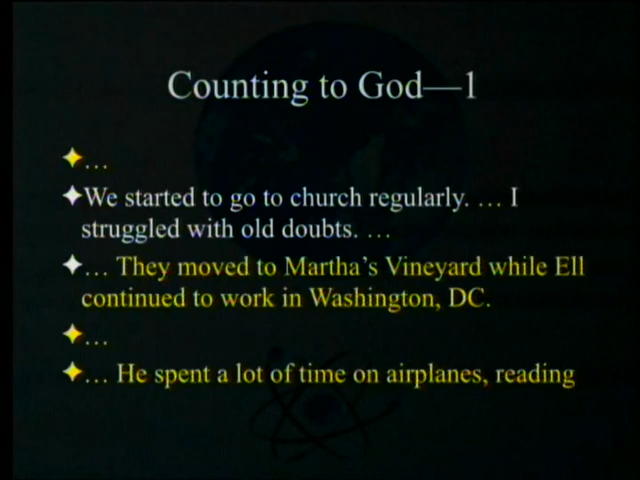 Counting to God—1
…
We started to go to church regularly. … I
struggled with old doubts. …
… They moved to Martha's Vineyard while Ell
continued to work in Washington, DC.
…
… He spent a lot of time on airplanes, reading